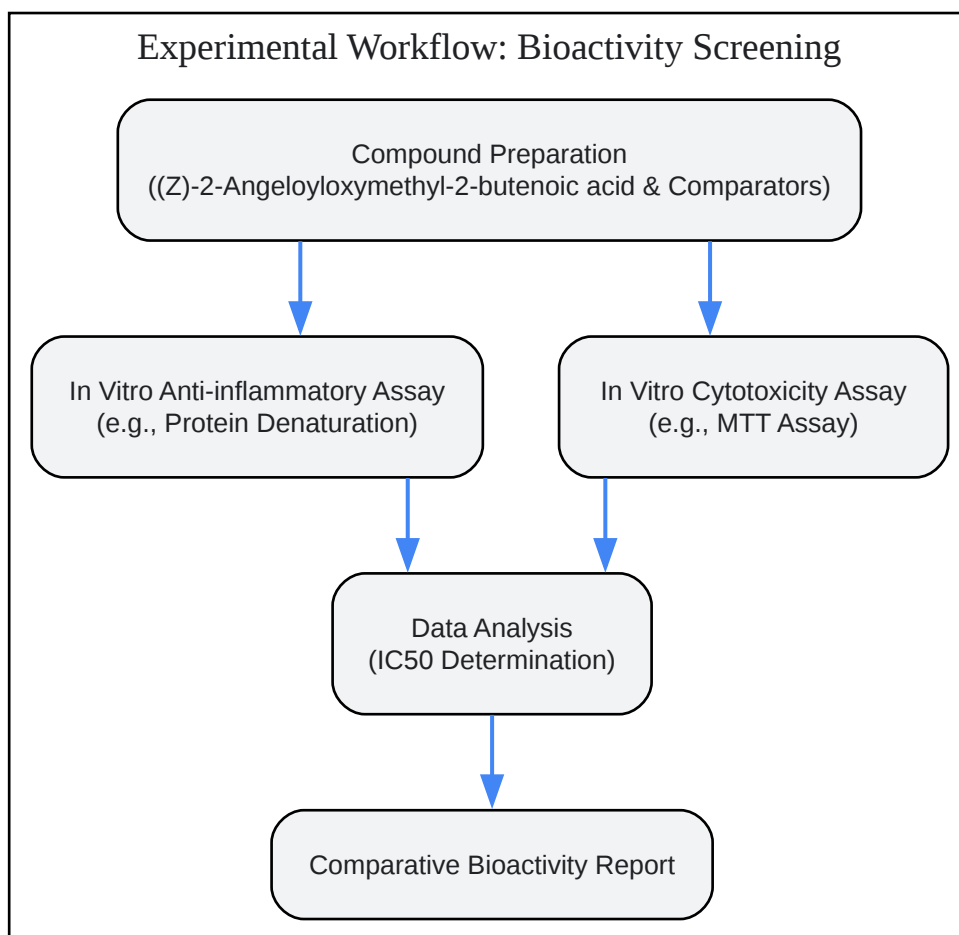 Experimental Workflow: Bioactivity Screening
Compound Preparation
((Z)-2-Angeloyloxymethyl-2-butenoic acid & Comparators)
In Vitro Anti-inflammatory Assay
(e.g., Protein Denaturation)
In Vitro Cytotoxicity Assay
(e.g., MTT Assay)
Data Analysis
(IC50 Determination)
Comparative Bioactivity Report